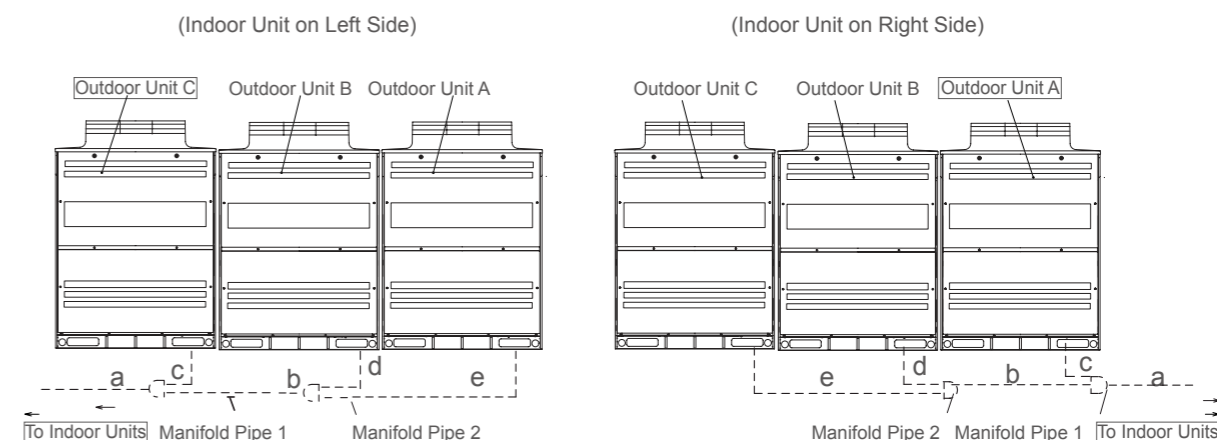 (Indoor Unit on Left Side) (Indoor Unit on Right Side)
Outdoor Unit C Outdoor Unit B Outdoor Unit A Outdoor Unit C Outdoor Unit B Outdoor Unit A
a c b d e e d b c a
To Indoor Units Manifold Pipe 1 Manifold Pipe 2 Manifold Pipe 2 Manifold Pipe 1 To Indoor Units